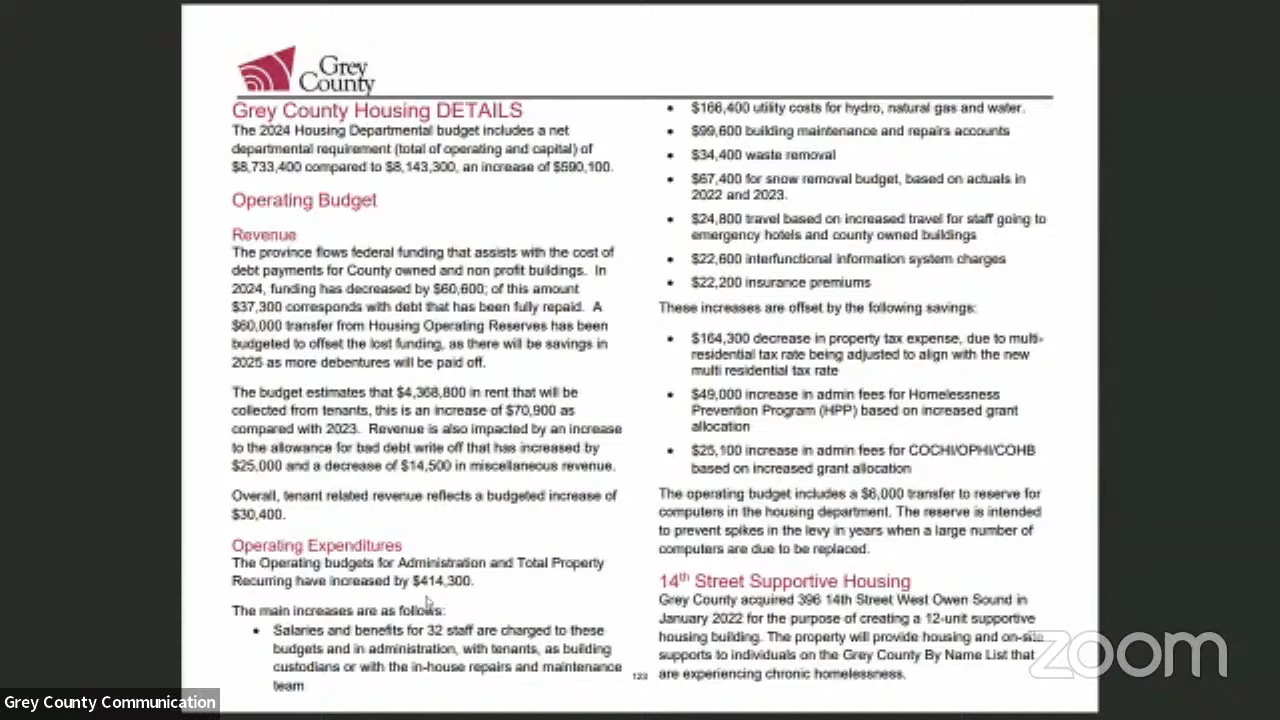 Grey
County
Grey County Housing DETAILS
The 2024 Housing Departmental budget includes a net
departmental requirement (total of operating and capital) of
$8,733,400 compared to $8,143,300, an increase of $590,100.
Operating Budget
Revenue
The province flows federal funding that assists with the cost of
debt payments for County owned and non profit buildings. In
2024, funding has decreased by $60,600; of this amount
$37,300 corresponds with debt that has been fully repaid. A
$60,000 transfer from Housing Operating Reserves has been
budgeted to offset the lost funding, as there will be savings in
2025 as more debentures will be paid off.
The budget estimates that $4,368,800 in rent that will be
collected from tenants, this is an increase of $70,900 as
compared with 2023. Revenue is also impacted by an increase
to the allowance for bad debt write off that has increased by
$25,000 and a decrease of $14,500 in miscellaneous revenue.
Overall, tenant related revenue reflects a budgeted increase of
$30,400.
Operating Expenditures
The Operating budgets for Administration and Total Property
Recurring have increased by $414,300.
The main increases are as follows:
• Salaries and benefits for 32 staff are charged to these
budgets and in administration, with tenants, as building
custodians or with the in-house repairs and maintenance
team
• $166,400 utility costs for hydro, natural gas and water.
• $99,600 building maintenance and repairs accounts
• $34,400 waste removal
• $67,400 for snow removal budget, based on actuals in
2022 and 2023.
• $24,800 travel based on increased travel for staff going to
emergency hotels and county owned buildings
• $22,600 interfunctional information system charges
• $22,200 insurance premiums
These increases are offset by the following savings:
• $164,300 decrease in property tax expense, due to multi-
residential tax rate being adjusted to align with the new
multi residential tax rate
• $49,000 increase in admin fees for Homelessness
Prevention Program (HPP) based on increased grant
allocation
• $25,100 increase in admin fees for COCHI/OPHI/COHB
based on increased grant allocation
The operating budget includes a $6,000 transfer to reserve for
computers in the housing department. The reserve is intended
to prevent spikes in the levy in years when a large number of
computers are due to be replaced.
14th Street Supportive Housing
Grey County acquired 396 14th Street West Owen Sound in
January 2022 for the purpose of creating a 12-unit supportive
housing building. The property will provide housing and on-site
supports to individuals on the Grey County By Name List that
are experiencing chronic homelessness.
123
zoom
Grey County Communication